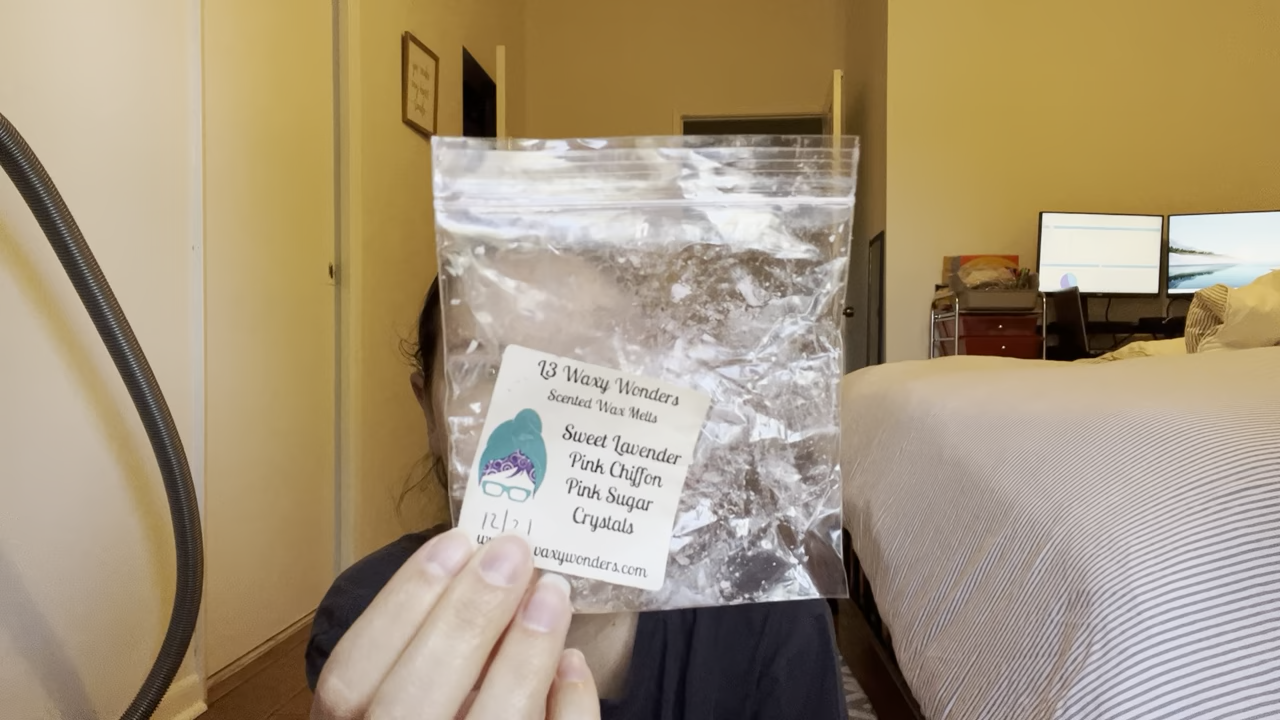 L3 Waxy Wonders
Scented Wax Melts
Sweet Lavender
Pink Chiffon
Pink Sugar
Crystals
12/21
waxywonders.com